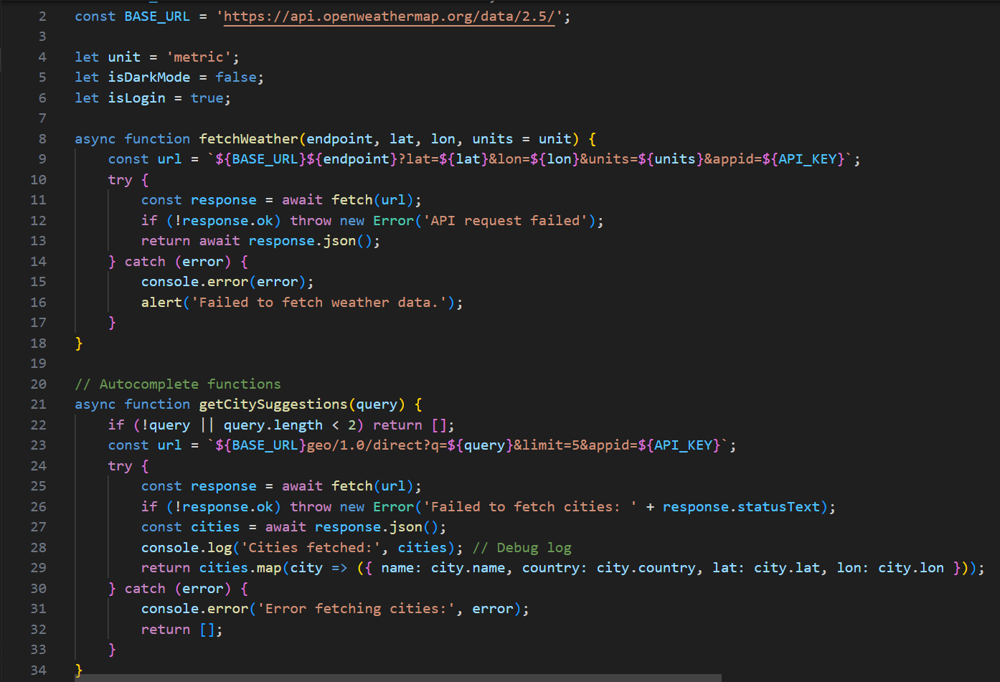 2 const BASE_URL = 'https://api.openweathermap.org/data/2.5/';
3
4 let unit = 'metric';
5 let isDarkMode = false;
6 let isLogin = true;
7
8 async function fetchWeather(endpoint, lat, lon, units = unit) {
9     const url = `${BASE_URL}${endpoint}?lat=${lat}&lon=${lon}&units=${units}&appid=${API_KEY}`;
10     try {
11         const response = await fetch(url);
12         if (!response.ok) throw new Error('API request failed');
13         return await response.json();
14     } catch (error) {
15         console.error(error);
16         alert('Failed to fetch weather data.');
17     }
18 }
19
20 // Autocomplete functions
21 async function getCitySuggestions(query) {
22     if (!query || query.length < 2) return [];
23     const url = `${BASE_URL}geo/1.0/direct?q=${query}&limit=5&appid=${API_KEY}`;
24     try {
25         const response = await fetch(url);
26         if (!response.ok) throw new Error('Failed to fetch cities: ' + response.statusText);
27         const cities = await response.json();
28         console.log('Cities fetched:', cities); // Debug log
29         return cities.map(city => ({ name: city.name, country: city.country, lat: city.lat, lon: city.lon }));
30     } catch (error) {
31         console.error('Error fetching cities:', error);
32         return [];
33     }
34 }